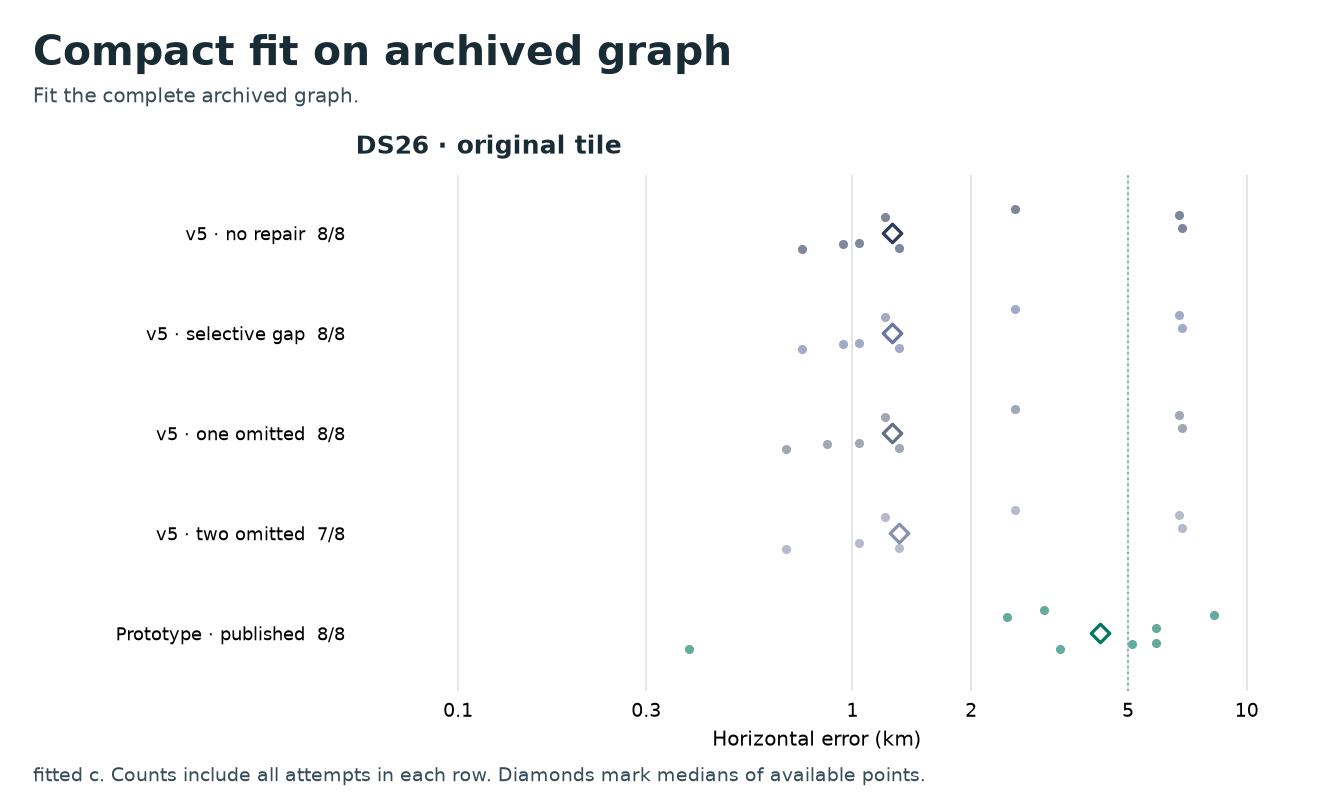 Compact fit on archived graph
Fit the complete archived graph.
DS26 · original tile
v5 · no repair 8/8
v5 · selective gap 8/8
v5 · one omitted 8/8
v5 · two omitted 7/8
Prototype · published 8/8
0.1 0.3 1 2 5 10
Horizontal error (km)
fitted c. Counts include all attempts in each row. Diamonds mark medians of available points.